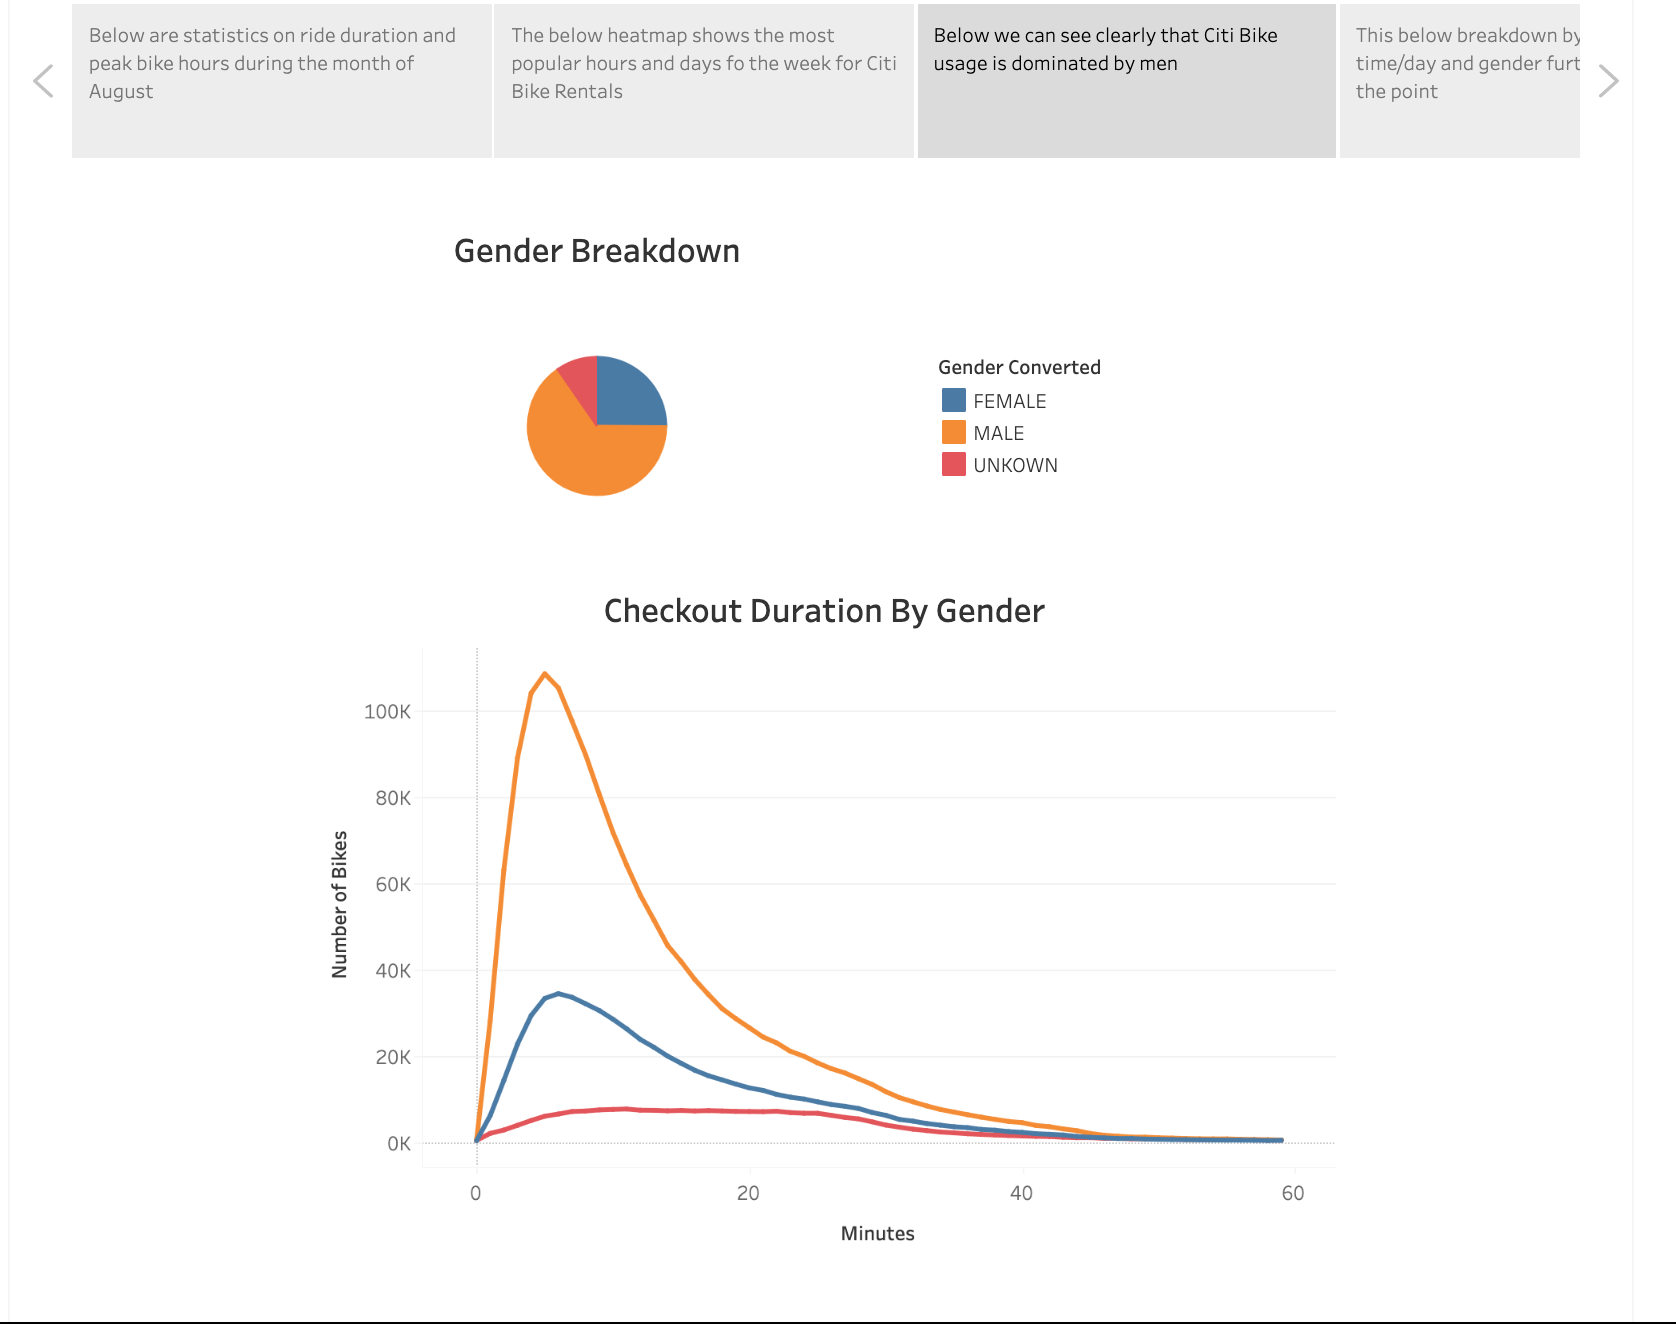 Below are statistics on ride duration and
peak bike hours during the month of
August
The below heatmap shows the most
popular hours and days fo the week for Citi
Bike Rentals
Below we can see clearly that Citi Bike
usage is dominated by men
This below breakdown by
time/day and gender furt
the point
Gender Breakdown
Gender Converted
FEMALE
MALE
UNKOWN
Checkout Duration By Gender
Number of Bikes
100K
80K
60K
40K
20K
0K
0
20
40
60
Minutes